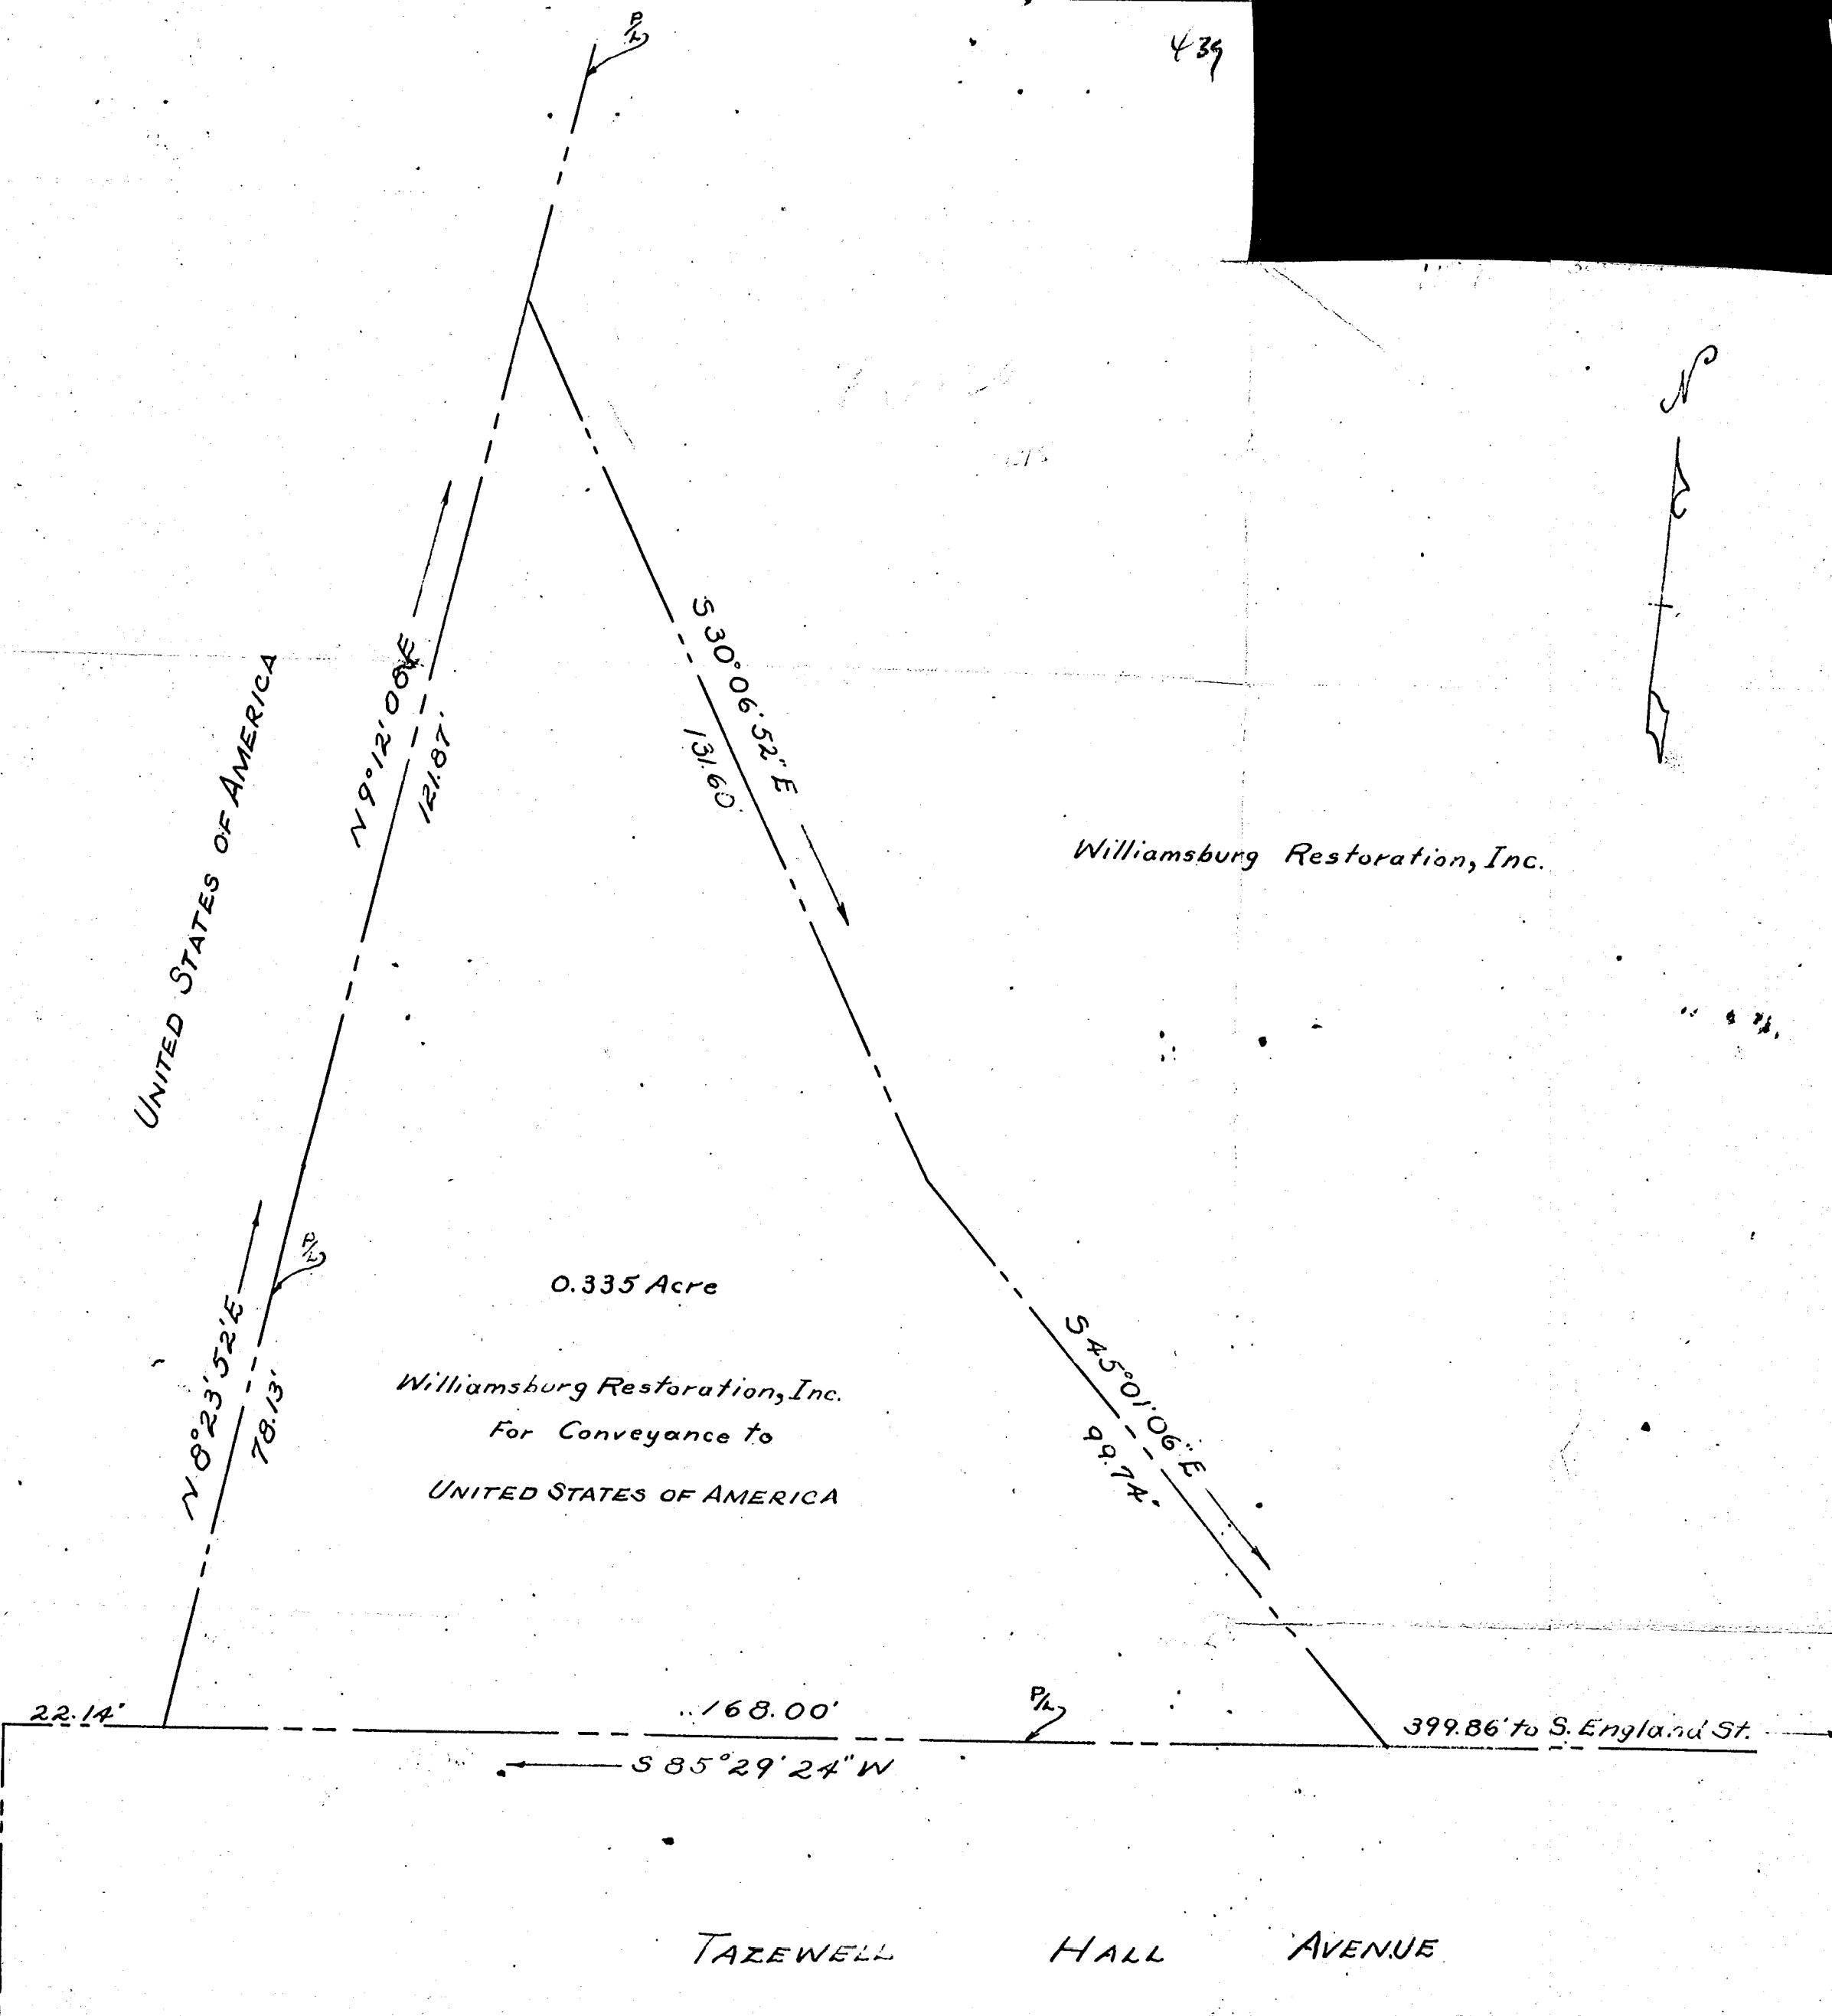 P/L
439
N
N 9°12'08"E
121.87'
S 30°06'52"E
131.60'
UNITED STATES OF AMERICA
Williamsburg Restoration, Inc.
P/L
N 8°23'52"E
78.13'
0.335 Acre
Williamsburg Restoration, Inc.
For Conveyance to
UNITED STATES OF AMERICA
S 45°01'06"E
99.74'
22.14'
168.00'
P/L
399.86' to S. England St.
S 85°29'24"W
TAZEWELL HALL AVENUE